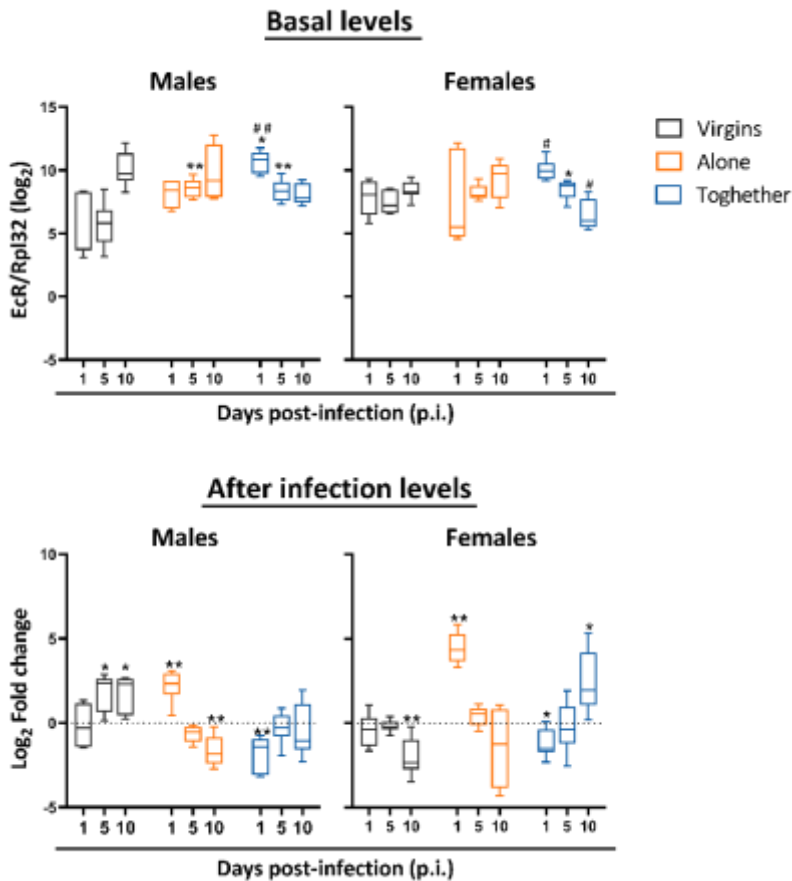 Basal levels
Males
Females
Virgins
Alone
Toghether
EcR/Rpl32 (log2)
15
10
5
0
-5
## # 
* ** ** * #
1 5 10 1 5 10 1 5 10
1 5 10 1 5 10 1 5 10
Days post-infection (p.i.)
After infection levels
Males
Females
Log2 Fold change
10
5
0
-5
* * ** ** **
** ** * *
1 5 10 1 5 10 1 5 10
1 5 10 1 5 10 1 5 10
Days post-infection (p.i.)